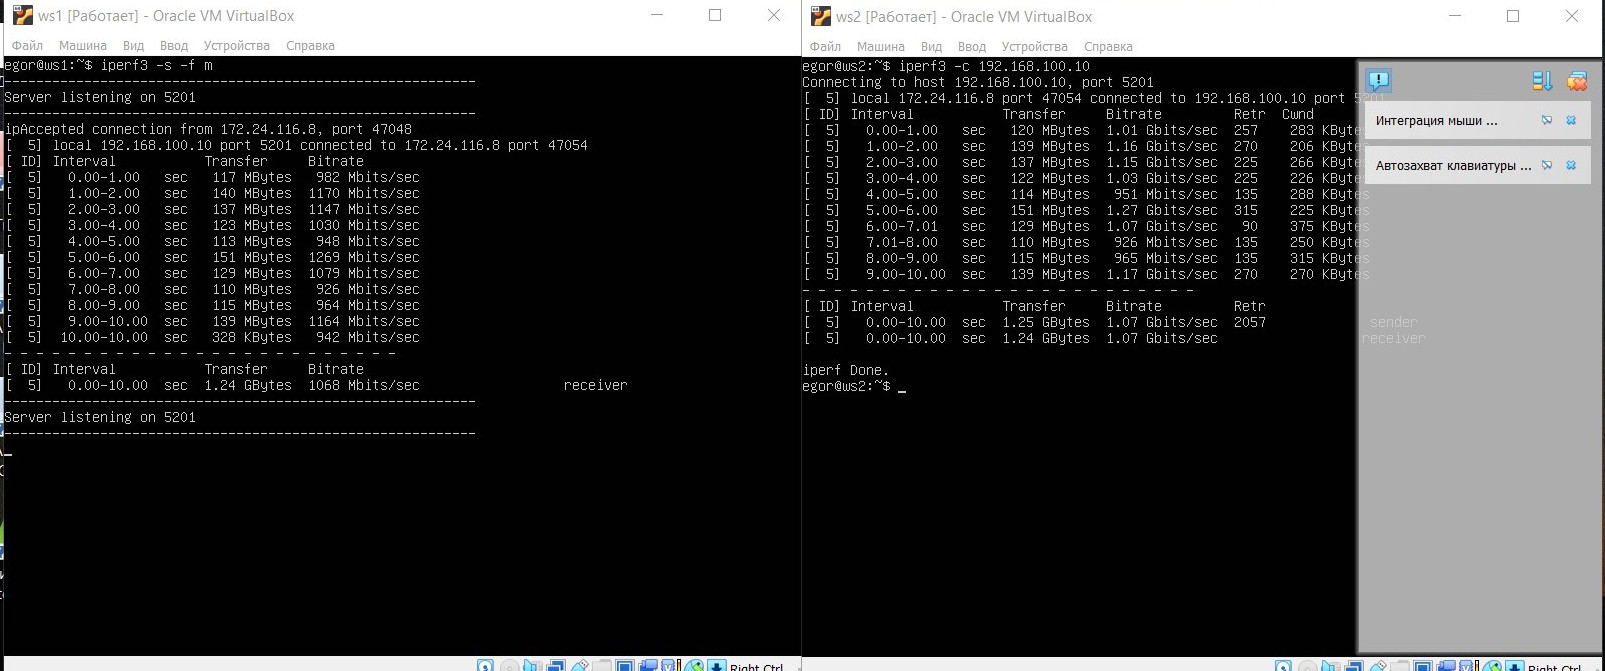 ws1 [Работает] - Oracle VM VirtualBox
Файл Машина Вид Ввод Устройства Справка
egor@ws1:~$ iperf3 -s -f m
-----------------------------------------------------------
Server listening on 5201
-----------------------------------------------------------
ipAccepted connection from 172.24.116.8, port 47048
[  5] local 192.168.100.10 port 5201 connected to 172.24.116.8 port 47054
[ ID] Interval           Transfer     Bitrate
[  5]   0.00-1.00   sec   117 MBytes   982 Mbits/sec
[  5]   1.00-2.00   sec   140 MBytes  1170 Mbits/sec
[  5]   2.00-3.00   sec   137 MBytes  1147 Mbits/sec
[  5]   3.00-4.00   sec   123 MBytes  1030 Mbits/sec
[  5]   4.00-5.00   sec   113 MBytes   948 Mbits/sec
[  5]   5.00-6.00   sec   151 MBytes  1269 Mbits/sec
[  5]   6.00-7.00   sec   129 MBytes  1079 Mbits/sec
[  5]   7.00-8.00   sec   110 MBytes   926 Mbits/sec
[  5]   8.00-9.00   sec   115 MBytes   964 Mbits/sec
[  5]   9.00-10.00  sec   139 MBytes  1164 Mbits/sec
[  5]  10.00-10.00  sec   328 KBytes   942 Mbits/sec
- - - - - - - - - - - - - - - - - - - - - - - - -
[ ID] Interval           Transfer     Bitrate
[  5]   0.00-10.00  sec  1.24 GBytes  1068 Mbits/sec                  receiver
-----------------------------------------------------------
Server listening on 5201
-----------------------------------------------------------
Right Ctrl
ws2 [Работает] - Oracle VM VirtualBox
Файл Машина Вид Ввод Устройства Справка
egor@ws2:~$ iperf3 -c 192.168.100.10
Connecting to host 192.168.100.10, port 5201
[  5] local 172.24.116.8 port 47054 connected to 192.168.100.10 port 5201
[ ID] Interval           Transfer     Bitrate         Retr  Cwnd
[  5]   0.00-1.00   sec   120 MBytes  1.01 Gbits/sec  257    283 KBytes
[  5]   1.00-2.00   sec   139 MBytes  1.16 Gbits/sec  270    206 KBytes
[  5]   2.00-3.00   sec   137 MBytes  1.15 Gbits/sec  225    266 KBytes
[  5]   3.00-4.00   sec   122 MBytes  1.03 Gbits/sec  225    226 KBytes
[  5]   4.00-5.00   sec   114 MBytes   951 Mbits/sec  135    288 KBytes
[  5]   5.00-6.00   sec   151 MBytes  1.27 Gbits/sec  315    225 KBytes
[  5]   6.00-7.01   sec   129 MBytes  1.07 Gbits/sec   90    375 KBytes
[  5]   7.01-8.00   sec   110 MBytes   926 Mbits/sec  135    250 KBytes
[  5]   8.00-9.00   sec   115 MBytes   965 Mbits/sec  135    315 KBytes
[  5]   9.00-10.00  sec   139 MBytes  1.17 Gbits/sec  270    270 KBytes
- - - - - - - - - - - - - - - - - - - - - - - - -
[ ID] Interval           Transfer     Bitrate         Retr
[  5]   0.00-10.00  sec  1.25 GBytes  1.07 Gbits/sec  2057             sender
[  5]   0.00-10.00  sec  1.24 GBytes  1.07 Gbits/sec                  receiver
iperf Done.
egor@ws2:~$ _
Интеграция мыши ...
Автозахват клавиатуры ...
Right Ctrl